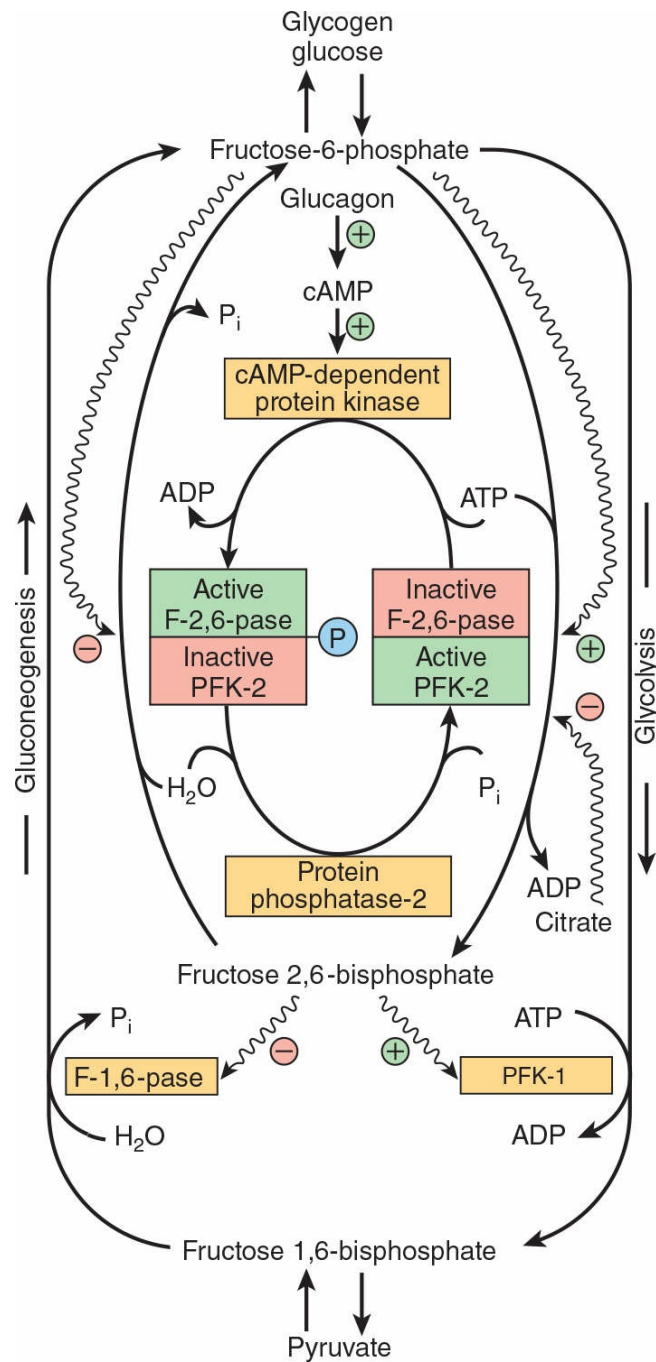 Glycogen
glucose
Fructose-6-phosphate
Glucagon
+
cAMP
+
Pi
cAMP-dependent
protein kinase
ADP
ATP
Active
F-2,6-pase
Inactive
PFK-2
P
Inactive
F-2,6-pase
Active
PFK-2
−
+
−
Gluconeogenesis
Glycolysis
H2O
Pi
Protein
phosphatase-2
ADP
Citrate
Fructose 2,6-bisphosphate
Pi
−
+
ATP
F-1,6-pase
PFK-1
H2O
ADP
Fructose 1,6-bisphosphate
Pyruvate